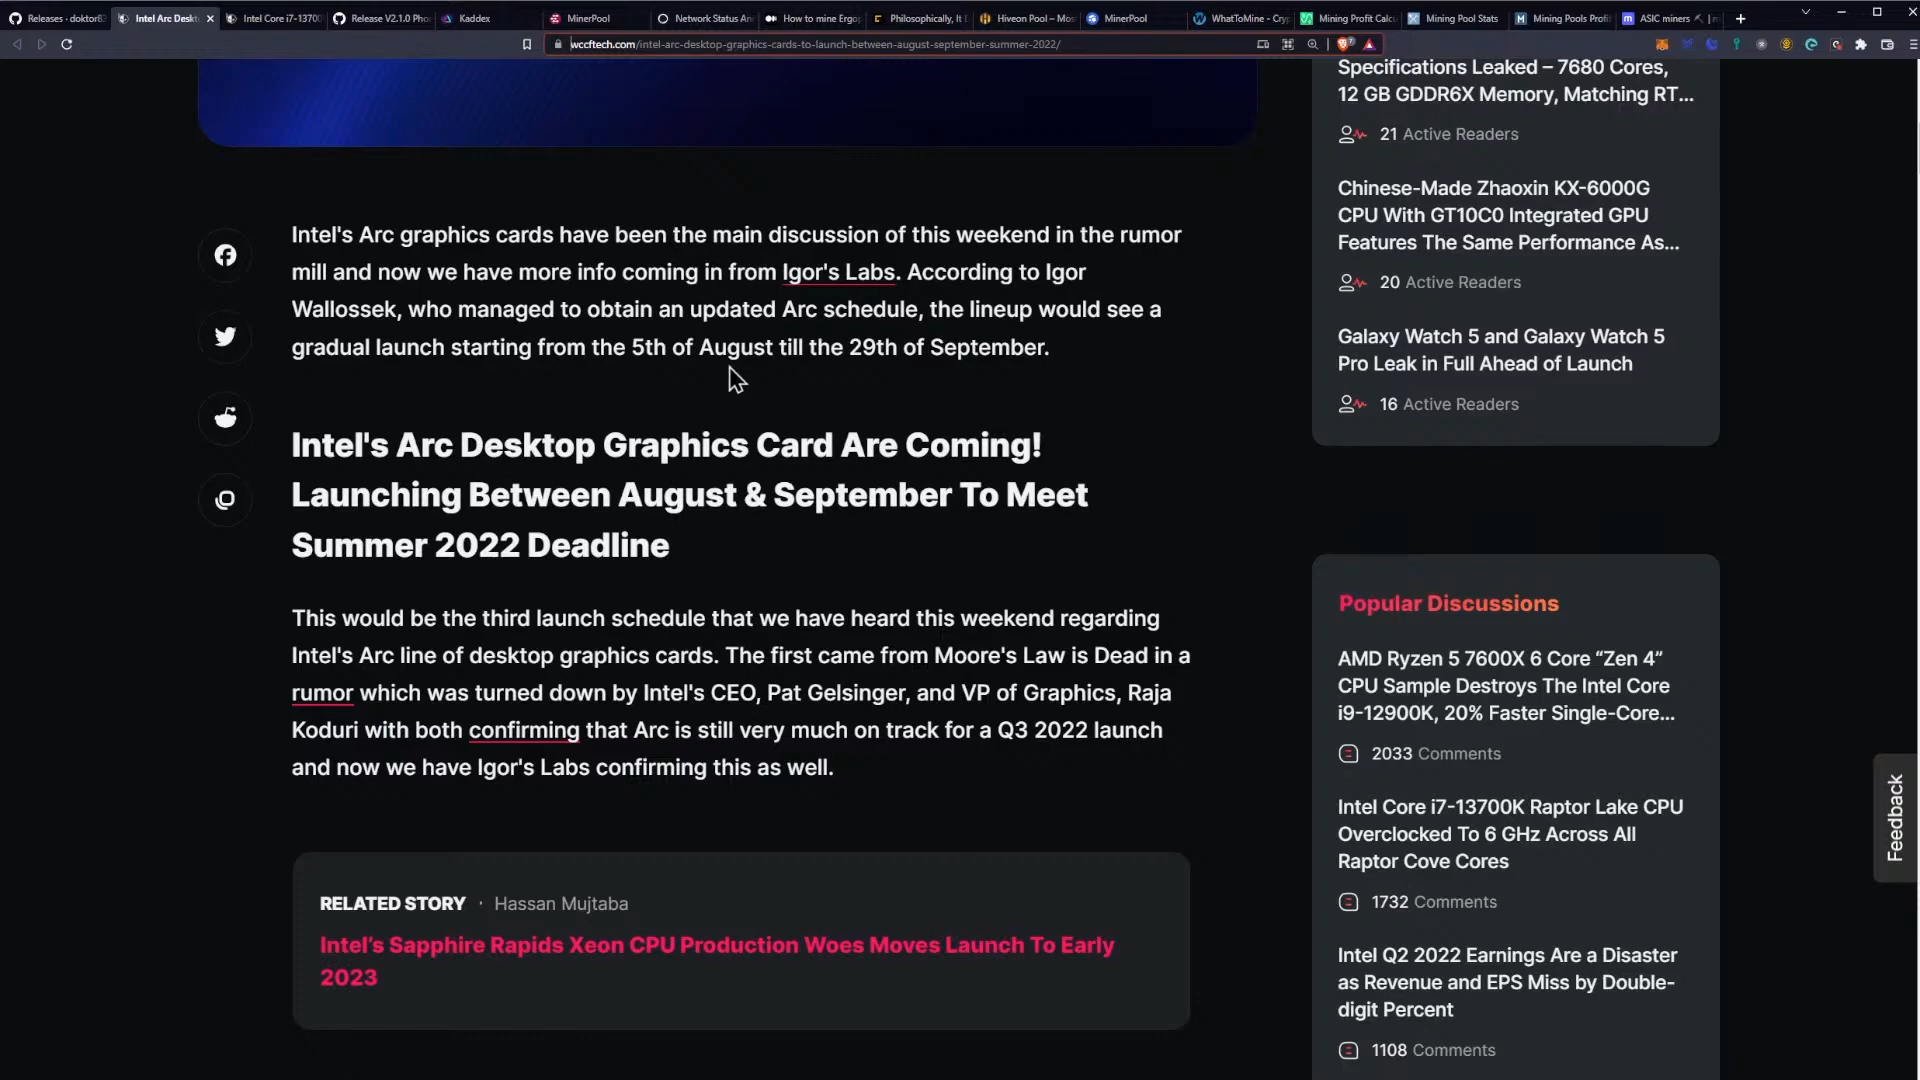 Releases · doktor83
Intel Arc Deskt
Intel Core i7-13700
Release V2.1.0 Pho
Kaddex
MinerPool
Network Status An
How to mine Ergo
Philosophically, It D
Hiveon Pool – Mos
MinerPool
WhatToMine - Cryp
Mining Profit Calcu
Mining Pool Stats
Mining Pools Profi
ASIC miners
wccftech.com/intel-arc-desktop-graphics-cards-to-launch-between-august-september-summer-2022/
Intel's Arc graphics cards have been the main discussion of this weekend in the rumor
mill and now we have more info coming in from Igor's Labs. According to Igor
Wallossek, who managed to obtain an updated Arc schedule, the lineup would see a
gradual launch starting from the 5th of August till the 29th of September.
Intel's Arc Desktop Graphics Card Are Coming!
Launching Between August & September To Meet
Summer 2022 Deadline
This would be the third launch schedule that we have heard this weekend regarding
Intel's Arc line of desktop graphics cards. The first came from Moore's Law is Dead in a
rumor which was turned down by Intel's CEO, Pat Gelsinger, and VP of Graphics, Raja
Koduri with both confirming that Arc is still very much on track for a Q3 2022 launch
and now we have Igor's Labs confirming this as well.
RELATED STORY · Hassan Mujtaba
Intel's Sapphire Rapids Xeon CPU Production Woes Moves Launch To Early
2023
Specifications Leaked – 7680 Cores,
12 GB GDDR6X Memory, Matching RT...
21 Active Readers
Chinese-Made Zhaoxin KX-6000G
CPU With GT10C0 Integrated GPU
Features The Same Performance As...
20 Active Readers
Galaxy Watch 5 and Galaxy Watch 5
Pro Leak in Full Ahead of Launch
16 Active Readers
Popular Discussions
AMD Ryzen 5 7600X 6 Core “Zen 4”
CPU Sample Destroys The Intel Core
i9-12900K, 20% Faster Single-Core...
2033 Comments
Intel Core i7-13700K Raptor Lake CPU
Overclocked To 6 GHz Across All
Raptor Cove Cores
1732 Comments
Intel Q2 2022 Earnings Are a Disaster
as Revenue and EPS Miss by Double-
digit Percent
1108 Comments
Feedback